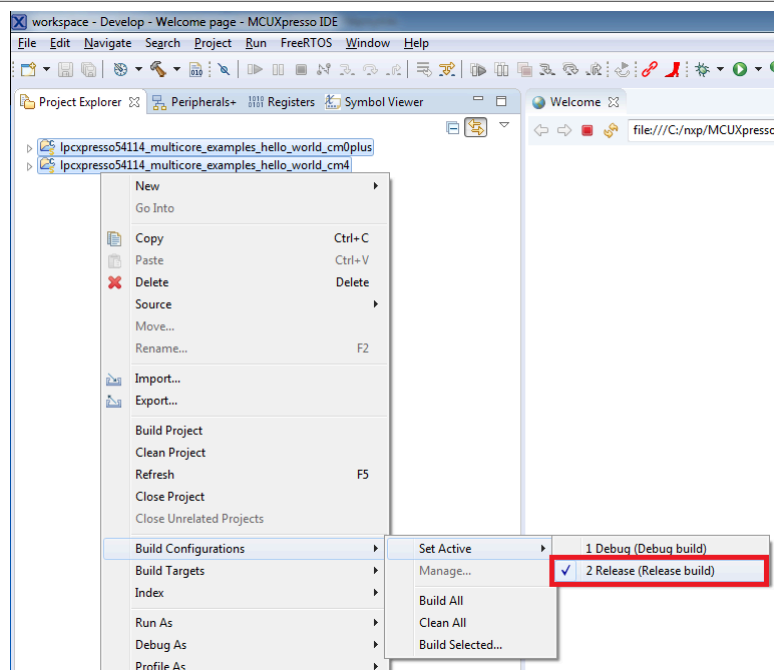 workspace - Develop - Welcome page - MCUXpresso IDE
File Edit Navigate Search Project Run FreeRTOS Window Help
Project Explorer Peripherals+ Registers Symbol Viewer
Welcome
file:///C:/nxp/MCUXpresso
lpcxpresso54114_multicore_examples_hello_world_cm0plus
lpcxpresso54114_multicore_examples_hello_world_cm4
New
Go Into
Copy Ctrl+C
Paste Ctrl+V
Delete Delete
Source
Move...
Rename... F2
Import...
Export...
Build Project
Clean Project
Refresh F5
Close Project
Close Unrelated Projects
Build Configurations
Build Targets
Index
Run As
Debug As
Profile As
Set Active
Manage...
Build All
Clean All
Build Selected...
1 Debug (Debug build)
2 Release (Release build)